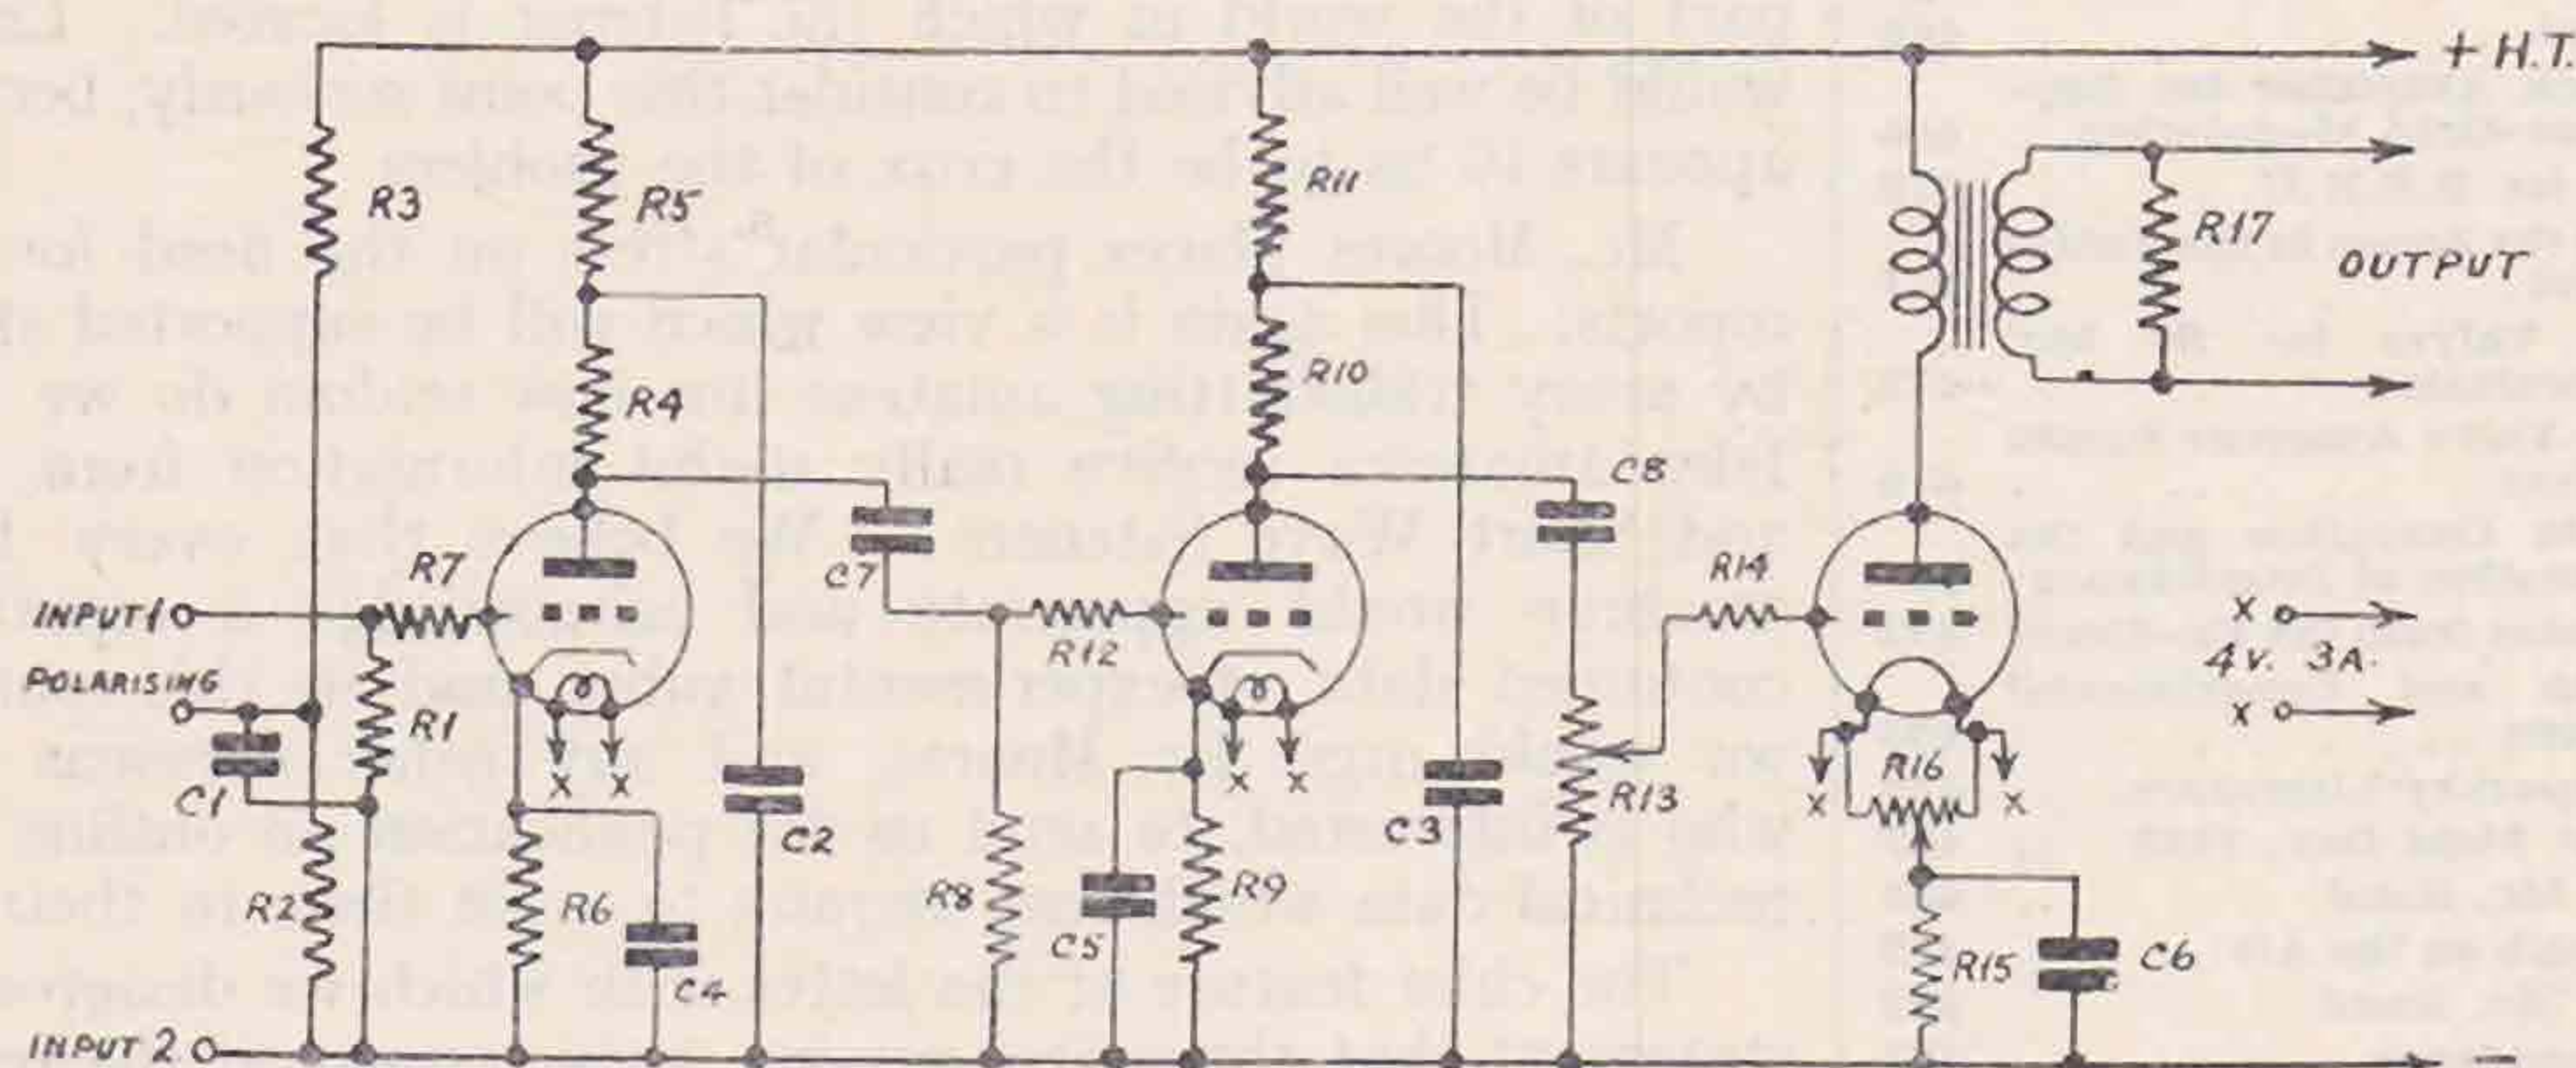 + H.T.
R3
R5
R11
R17
OUTPUT
R4
R10
C8
R7
C7
R14
INPUT 1
R12
X
4V. 3A.
X
POLARISING
R1
C1
X X
X X
R13
X R16 X
C2
C3
R2
R6
C4
R8
C5
R9
R15
C6
INPUT 2
-